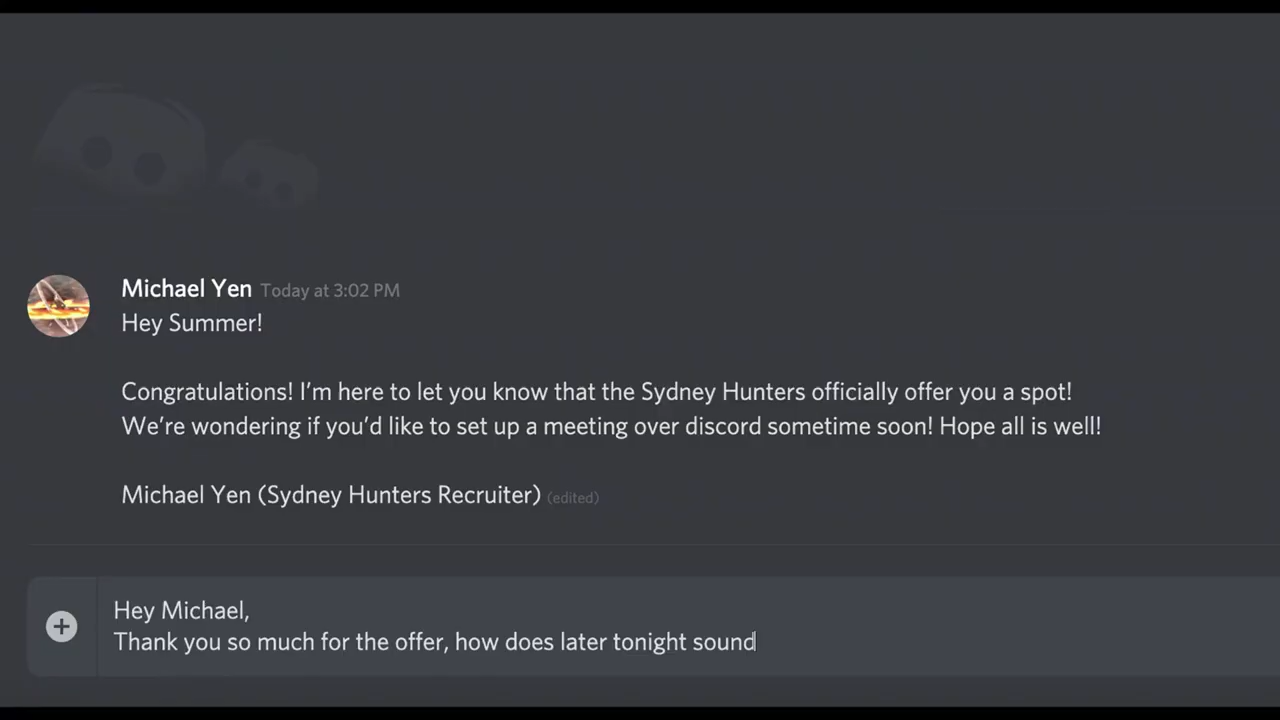 Michael Yen Today at 3:02 PM
Hey Summer!
Congratulations! I'm here to let you know that the Sydney Hunters officially offer you a spot!
We're wondering if you'd like to set up a meeting over discord sometime soon! Hope all is well!
Michael Yen (Sydney Hunters Recruiter) (edited)
Hey Michael,
Thank you so much for the offer, how does later tonight sound